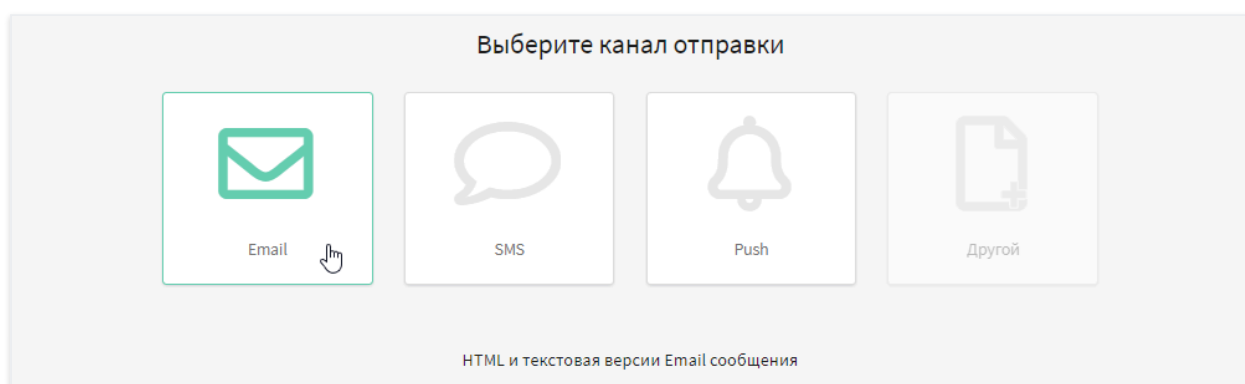 Выберите канал отправки
Email
SMS
Push
Другой
HTML и текстовая версии Email сообщения